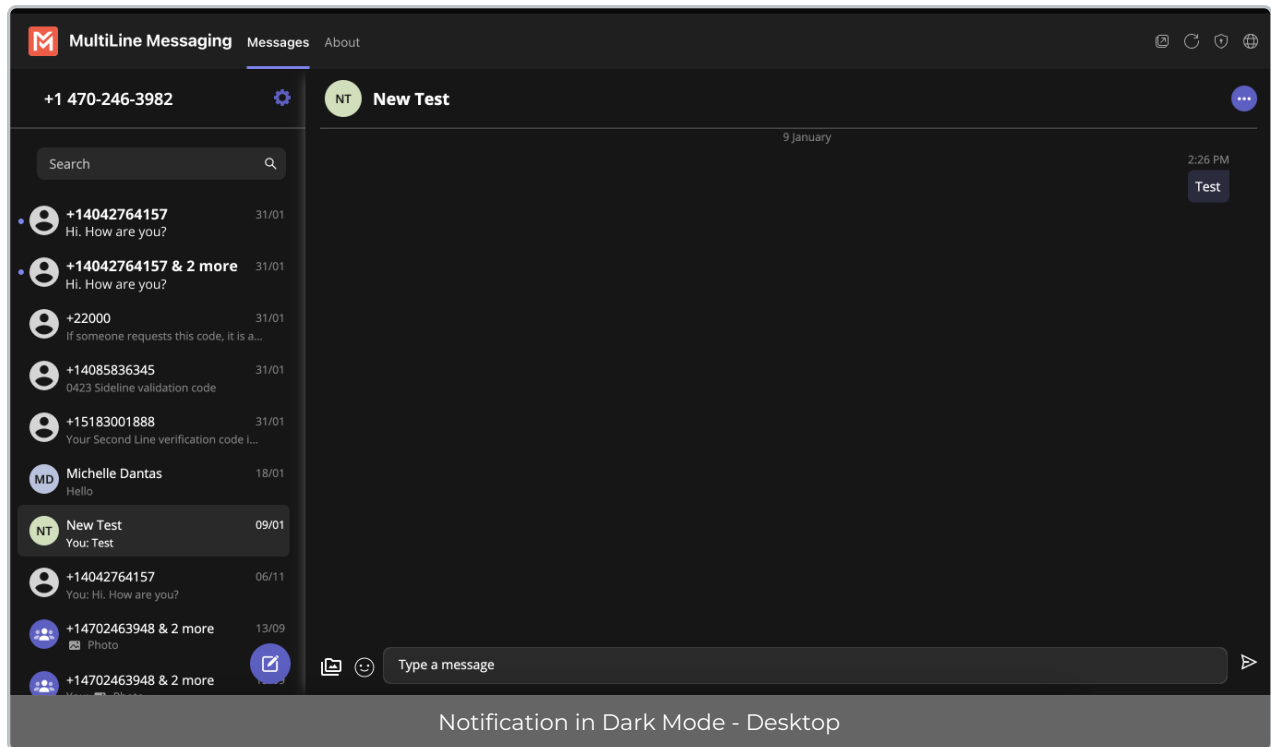 MultiLine Messaging Messages About
+1 470-246-3982
Search
+14042764157 31/01
Hi. How are you?
+14042764157 & 2 more 31/01
Hi. How are you?
+22000 31/01
If someone requests this code, it is a...
+14085836345 31/01
0423 Sideline validation code
+15183001888 31/01
Your Second Line verification code i...
MD Michelle Dantas 18/01
Hello
NT New Test 09/01
You: Test
+14042764157 06/11
You: Hi. How are you?
+14702463948 & 2 more 13/09
Photo
+14702463948 & 2 more
NT New Test
9 January
2:26 PM
Test
Type a message
Notification in Dark Mode - Desktop